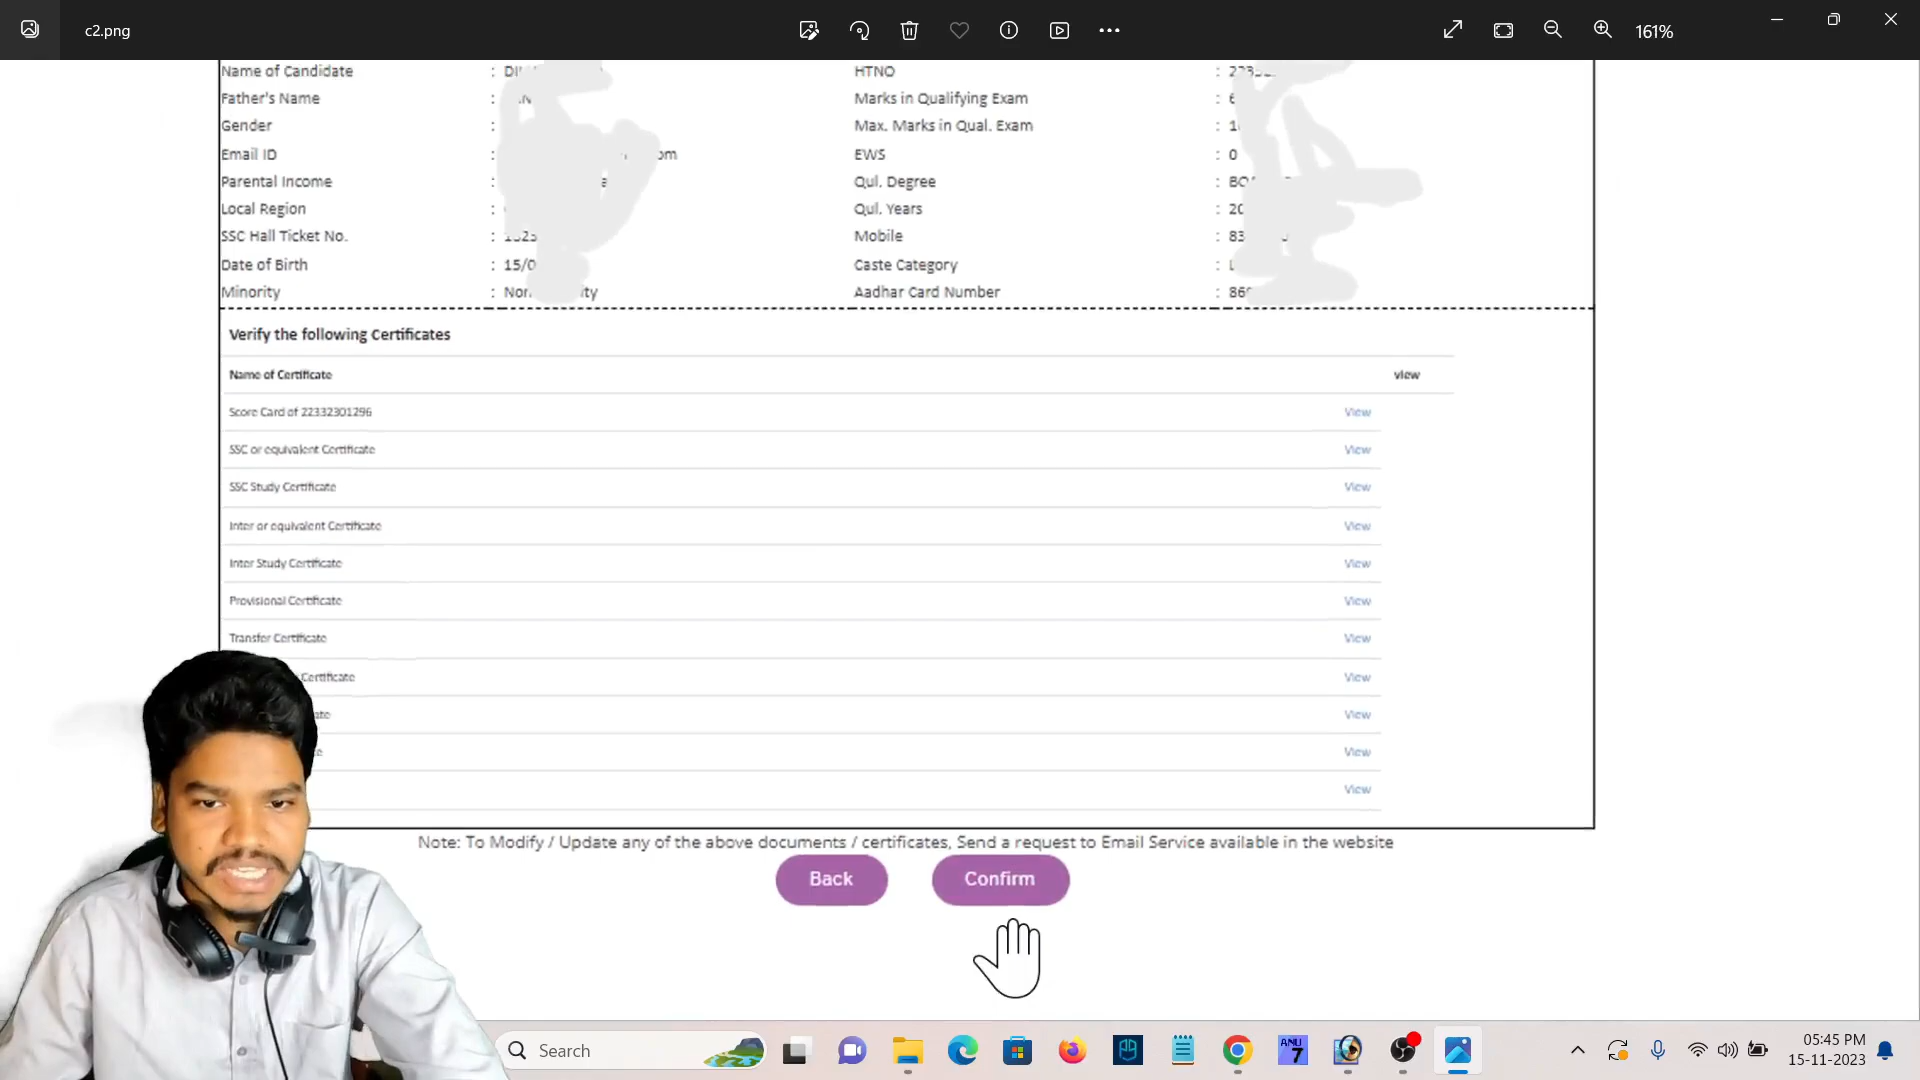 c2.png
161%
Name of Candidate : HTNO :
Father's Name : Marks in Qualifying Exam :
Gender : Max. Marks in Qual. Exam :
Email ID : EWS : 0
Parental Income : Qul. Degree :
Local Region : Qul. Years : 20
SSC Hall Ticket No. : Mobile : 83
Date of Birth : 15/0 Caste Category :
Minority : Aadhar Card Number :
Verify the following Certificates
Name of Certificate view
Score Card of 22332301296 View
SSC or equivalent Certificate View
SSC Study Certificate View
Inter or equivalent Certificate View
Inter Study Certificate View
Provisional Certificate View
Transfer Certificate View
Certificate View
View
View
View
Note: To Modify / Update any of the above documents / certificates, Send a request to Email Service available in the website
Back Confirm
Search
ANU
7
05:45 PM
15-11-2023